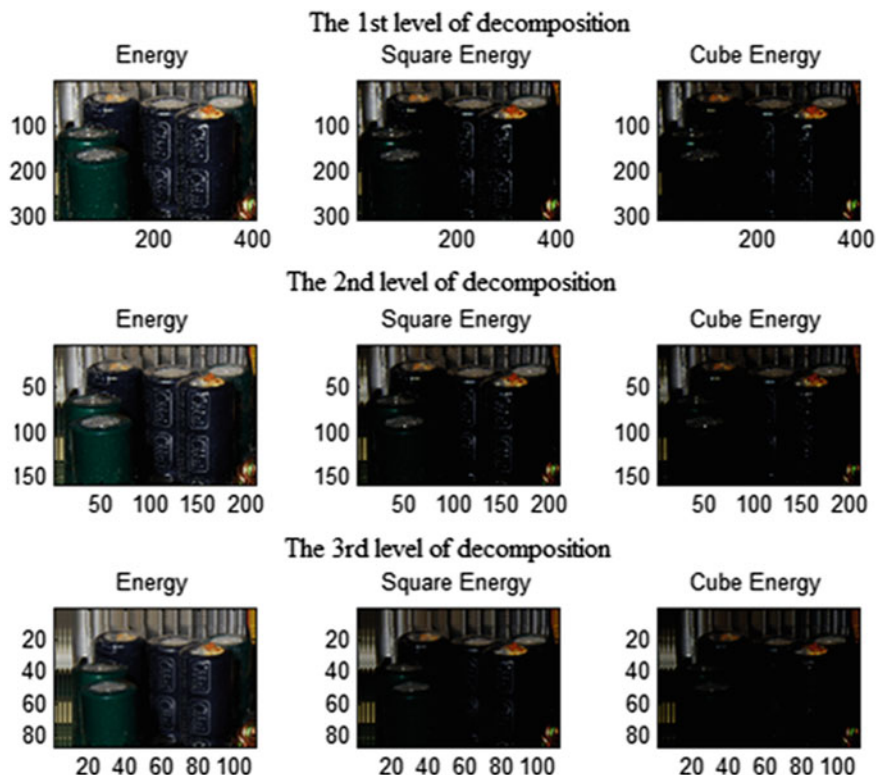 The 1st level of decomposition
Energy Square Energy Cube Energy
100 100 100
200 200 200
300 300 300
200 400 200 400 200 400
The 2nd level of decomposition
Energy Square Energy Cube Energy
50 50 50
100 100 100
150 150 150
50 100 150 200 50 100 150 200 50 100 150 200
The 3rd level of decomposition
Energy Square Energy Cube Energy
20 20 20
40 40 40
60 60 60
80 80 80
20 40 60 80 100 20 40 60 80 100 20 40 60 80 100